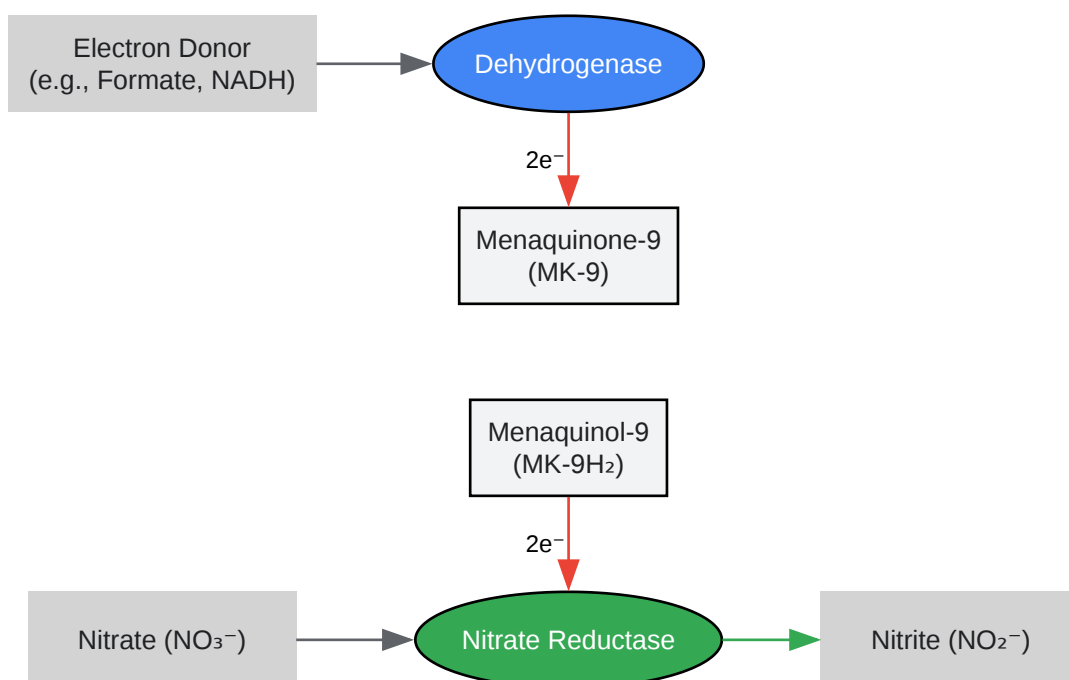 Electron Donor
(e.g., Formate, NADH)
Dehydrogenase
2e⁻
Menaquinone-9
(MK-9)
Menaquinol-9
(MK-9H₂)
2e⁻
Nitrate (NO₃⁻)
Nitrate Reductase
Nitrite (NO₂⁻)